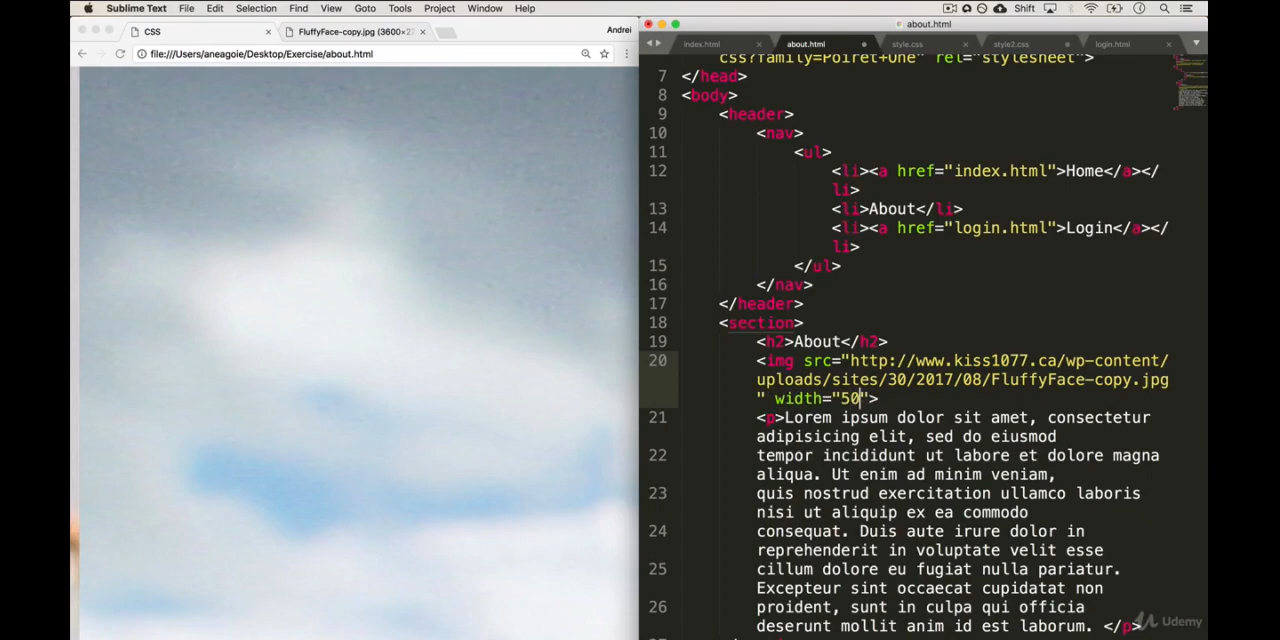 Sublime Text File Edit Selection Find View Goto Tools Project Window Help Shift
CSS FluffyFace-copy.jpg (3600×2 Andrei
file:///Users/aneagoie/Desktop/Exercise/about.html
about.html
index.html about.html style.css style2.css login.html
css?family=Poiret+One" rel="stylesheet">
7 </head>
8 <body>
9 <header>
10 <nav>
11 <ul>
12 <li><a href="index.html">Home</a></
li>
13 <li>About</li>
14 <li><a href="login.html">Login</a></
li>
15 </ul>
16 </nav>
17 </header>
18 <section>
19 <h2>About</h2>
20 <img src="http://www.kiss1077.ca/wp-content/
uploads/sites/30/2017/08/FluffyFace-copy.jpg
" width="50">
21 <p>Lorem ipsum dolor sit amet, consectetur
adipisicing elit, sed do eiusmod
22 tempor incididunt ut labore et dolore magna
aliqua. Ut enim ad minim veniam,
23 quis nostrud exercitation ullamco laboris
nisi ut aliquip ex ea commodo
24 consequat. Duis aute irure dolor in
reprehenderit in voluptate velit esse
25 cillum dolore eu fugiat nulla pariatur.
Excepteur sint occaecat cupidatat non
26 proident, sunt in culpa qui officia
deserunt mollit anim id est laborum. </p>
Udemy